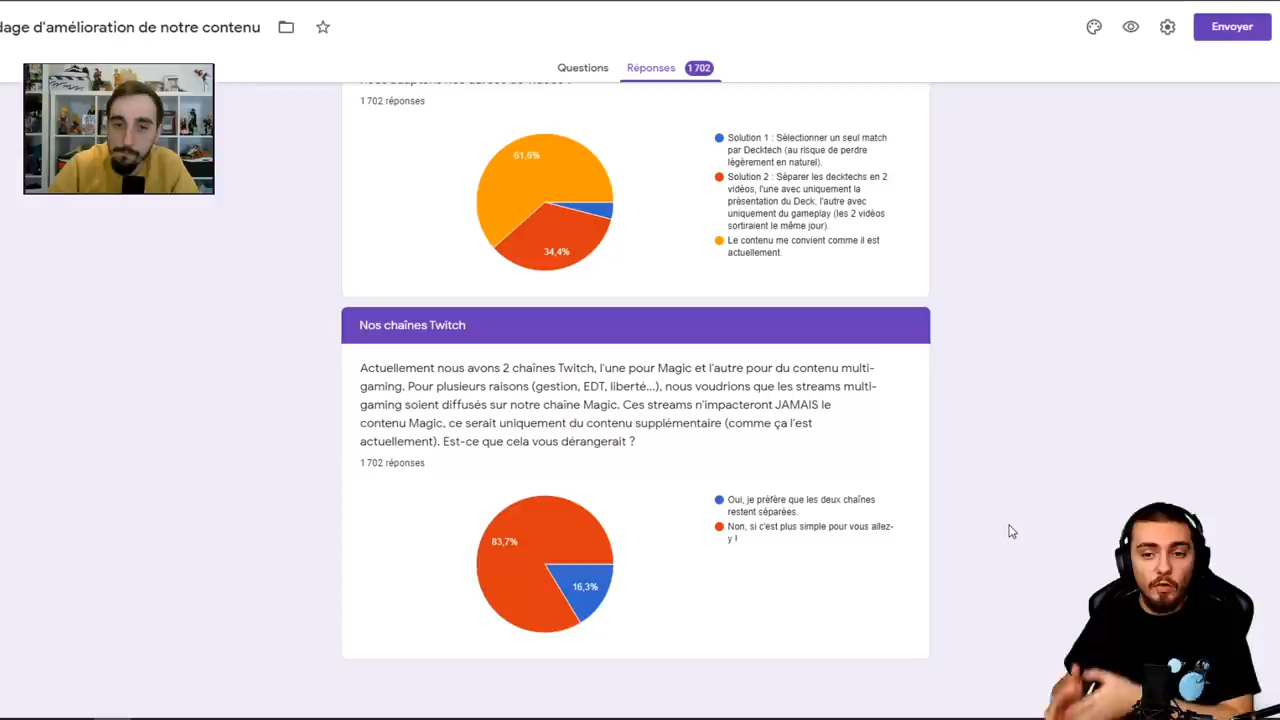 dage d'amélioration de notre contenu
Envoyer
Questions
Réponses
1 702
1 702 réponses
61,6%
34,4%
Solution 1 : Sélectionner un seul match
par Decktech (au risque de perdre
légèrement en naturel).
Solution 2 : Séparer les decktechs en 2
vidéos, l'une avec uniquement la
présentation du Deck, l'autre avec
uniquement du gameplay (les 2 vidéos
sortiraient le même jour).
Le contenu me convient comme il est
actuellement.
Nos chaînes Twitch
Actuellement nous avons 2 chaînes Twitch, l'une pour Magic et l'autre pour du contenu multi-
gaming. Pour plusieurs raisons (gestion, EDT, liberté...), nous voudrions que les streams multi-
gaming soient diffusés sur notre chaîne Magic. Ces streams n'impacteront JAMAIS le
contenu Magic, ce serait uniquement du contenu supplémentaire (comme ça l'est
actuellement). Est-ce que cela vous dérangerait ?
1 702 réponses
83,7%
16,3%
Oui, je préfère que les deux chaînes
restent séparées.
Non, si c'est plus simple pour vous allez-
y !